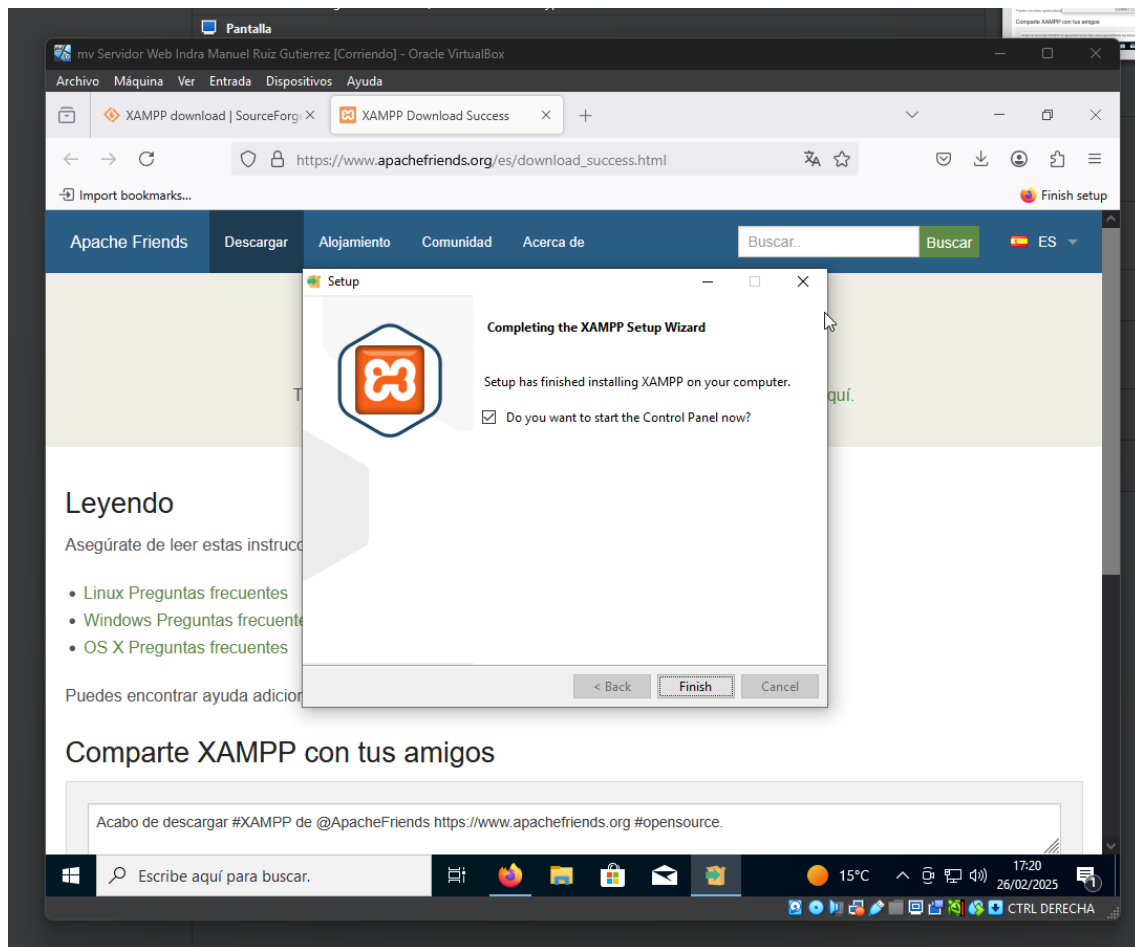 Pantalla
mv Servidor Web Indra Manuel Ruiz Gutierrez [Corriendo] - Oracle VirtualBox
Archivo Máquina Ver Entrada Dispositivos Ayuda
XAMPP download | SourceForg
XAMPP Download Success
https://www.apachefriends.org/es/download_success.html
Import bookmarks...
Finish setup
Apache Friends Descargar Alojamiento Comunidad Acerca de Buscar.. Buscar ES
Setup
Completing the XAMPP Setup Wizard
Setup has finished installing XAMPP on your computer.
Do you want to start the Control Panel now?
quí.
Leyendo
Asegúrate de leer estas instrucc
Linux Preguntas frecuentes
Windows Preguntas frecuente
OS X Preguntas frecuentes
< Back Finish Cancel
Puedes encontrar ayuda adicion
Comparte XAMPP con tus amigos
Acabo de descargar #XAMPP de @ApacheFriends https://www.apachefriends.org #opensource.
Escribe aquí para buscar.
15°C
17:20
26/02/2025
1
CTRL DERECHA